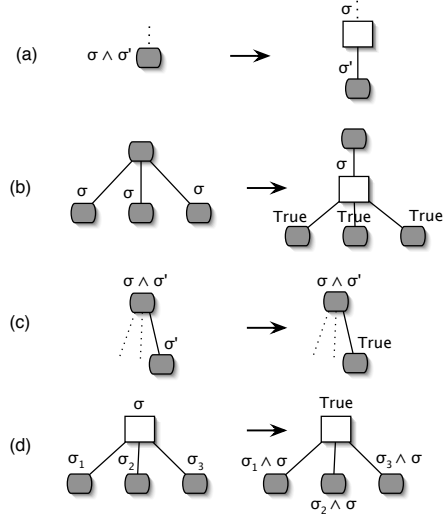 (a) σ ∧ σ' σ σ'
(b) σ σ σ σ True True True
(c) σ ∧ σ' σ' σ ∧ σ' True
(d) σ True
σ₁ σ₂ σ₃ σ₁ ∧ σ σ₂ ∧ σ σ₃ ∧ σ